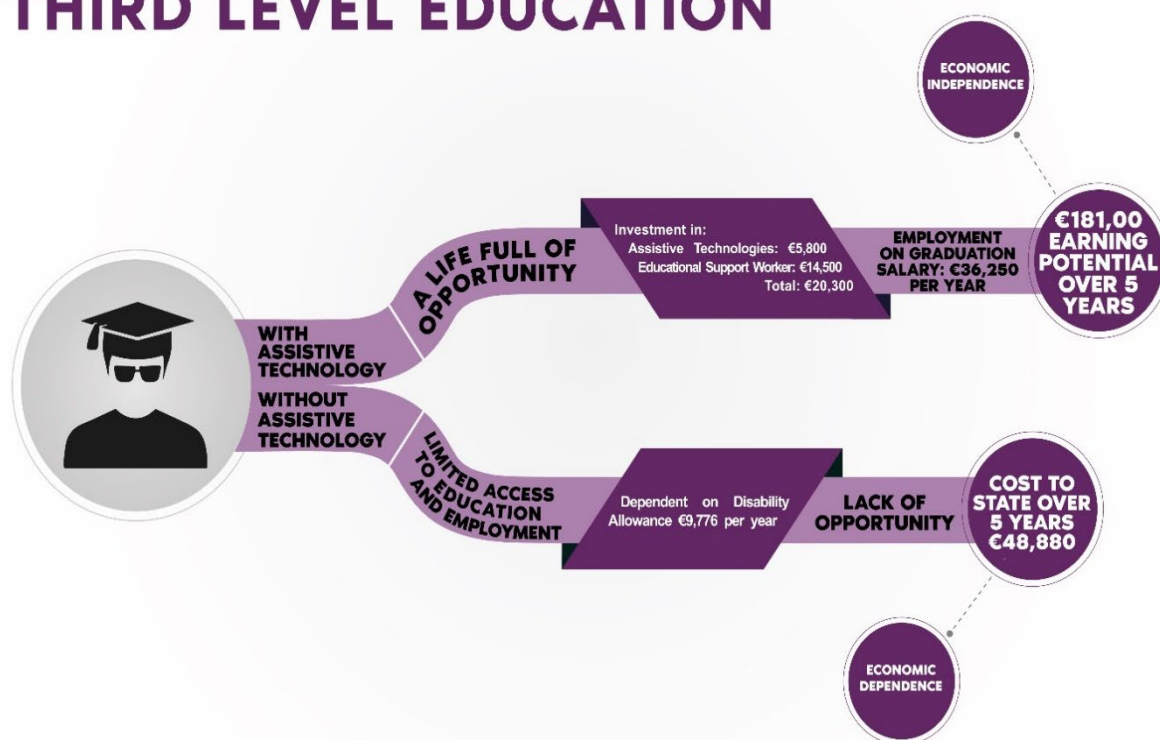 THIRD LEVEL EDUCATION
ECONOMIC
INDEPENDENCE
A LIFE FULL OF
OPPORTUNITY
Investment in:
Assistive Technologies: €5,800
Educational Support Worker: €14,500
Total: €20,300
EMPLOYMENT
ON GRADUATION
SALARY: €36,250
PER YEAR
€181,00
EARNING
POTENTIAL
OVER 5
YEARS
WITH
ASSISTIVE
TECHNOLOGY
WITHOUT
ASSISTIVE
TECHNOLOGY
LIMITED ACCESS
TO EDUCATION
AND EMPLOYMENT
Dependent on Disability
Allowance €9,776 per year
LACK OF
OPPORTUNITY
COST TO
STATE OVER
5 YEARS
€48,880
ECONOMIC
DEPENDENCE